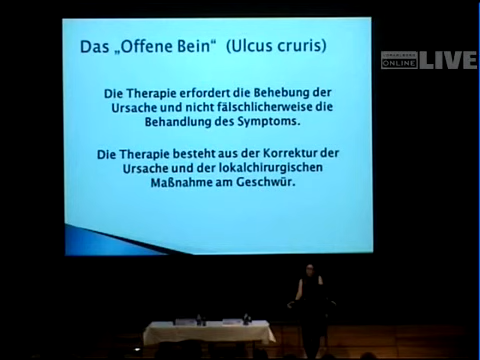 Das „Offene Bein“ (Ulcus cruris)
Die Therapie erfordert die Behebung der
Ursache und nicht fälschlicherweise die
Behandlung des Symptoms.
Die Therapie besteht aus der Korrektur der
Ursache und der lokalchirurgischen
Maßnahme am Geschwür.
ONLINE LIVE